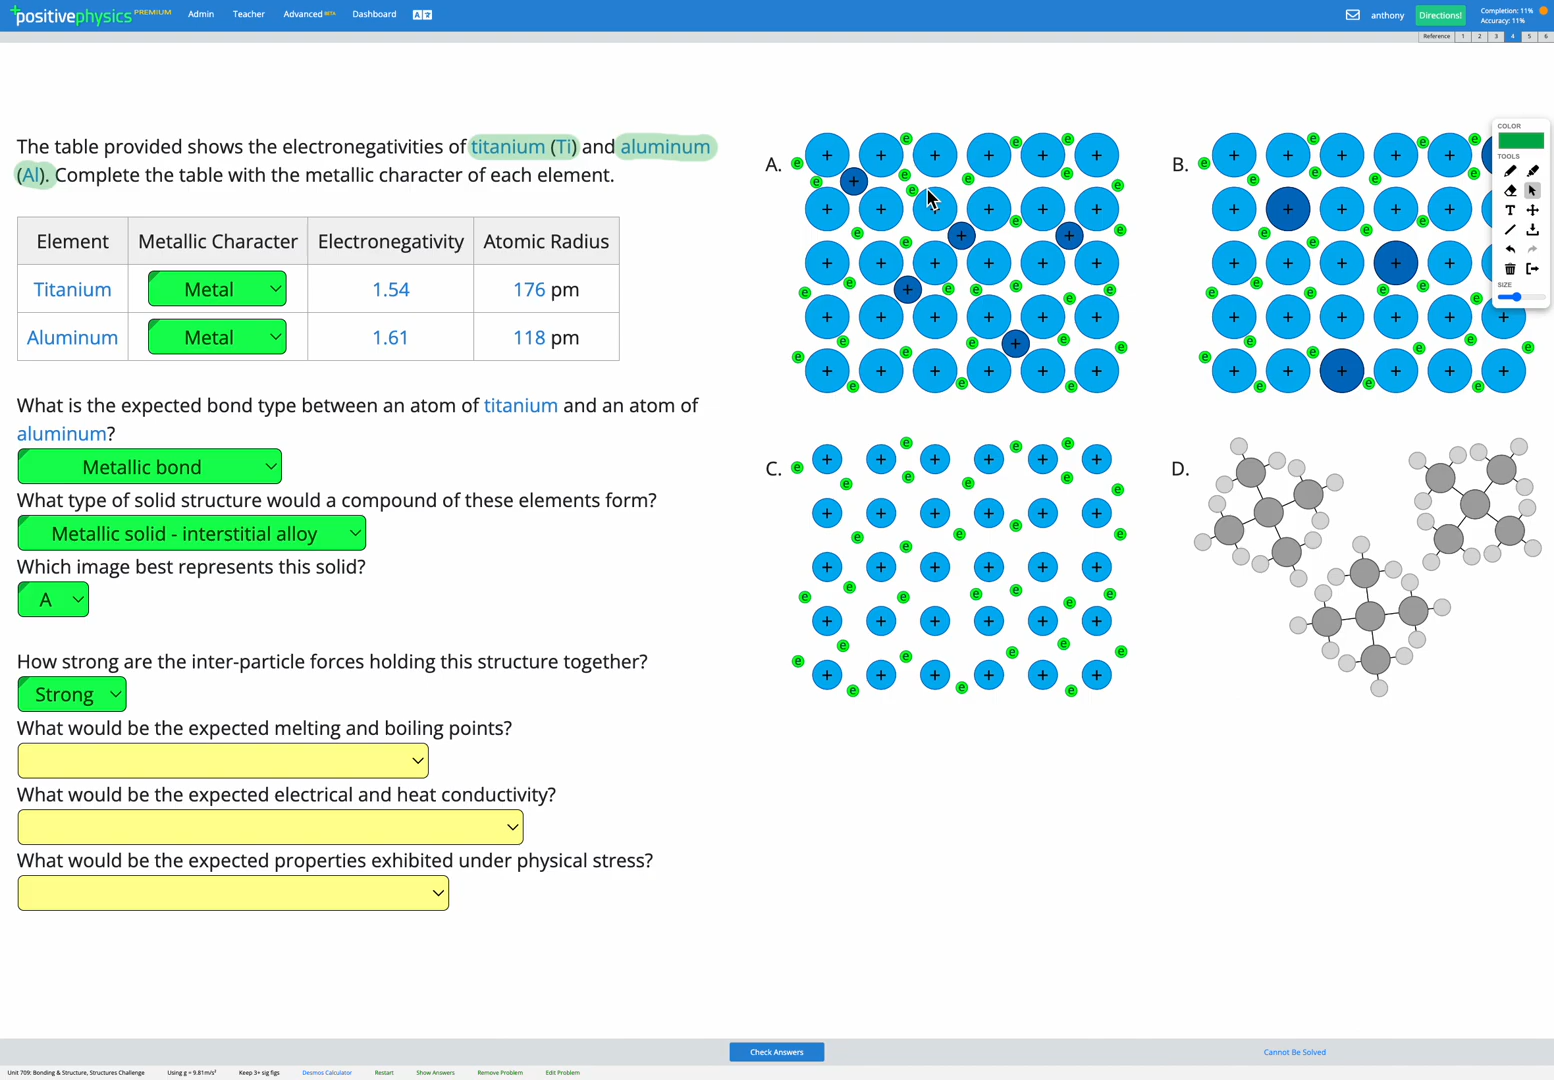 positivephysics PREMIUM Admin Teacher Advanced BETA Dashboard anthony Directions! Completion: 11%
Accuracy: 11%
Reference 1 2 3 4 5 6
The table provided shows the electronegativities of titanium (Ti) and aluminum
(Al). Complete the table with the metallic character of each element.
Element Metallic Character Electronegativity Atomic Radius
Titanium Metal 1.54 176 pm
Aluminum Metal 1.61 118 pm
What is the expected bond type between an atom of titanium and an atom of
aluminum?
Metallic bond
What type of solid structure would a compound of these elements form?
Metallic solid - interstitial alloy
Which image best represents this solid?
A
How strong are the inter-particle forces holding this structure together?
Strong
What would be the expected melting and boiling points?
What would be the expected electrical and heat conductivity?
What would be the expected properties exhibited under physical stress?
A.
B.
C.
D.
COLOR
TOOLS
T
SIZE
Check Answers
Cannot Be Solved
Unit 709: Bonding & Structure, Structures Challenge Using g = 9.81m/s² Keep 3+ sig figs Desmos Calculator Restart Show Answers Remove Problem Edit Problem